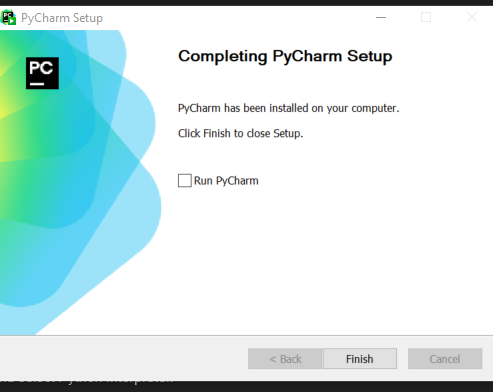 PyCharm Setup
PC
Completing PyCharm Setup
PyCharm has been installed on your computer.
Click Finish to close Setup.
Run PyCharm
< Back
Finish
Cancel